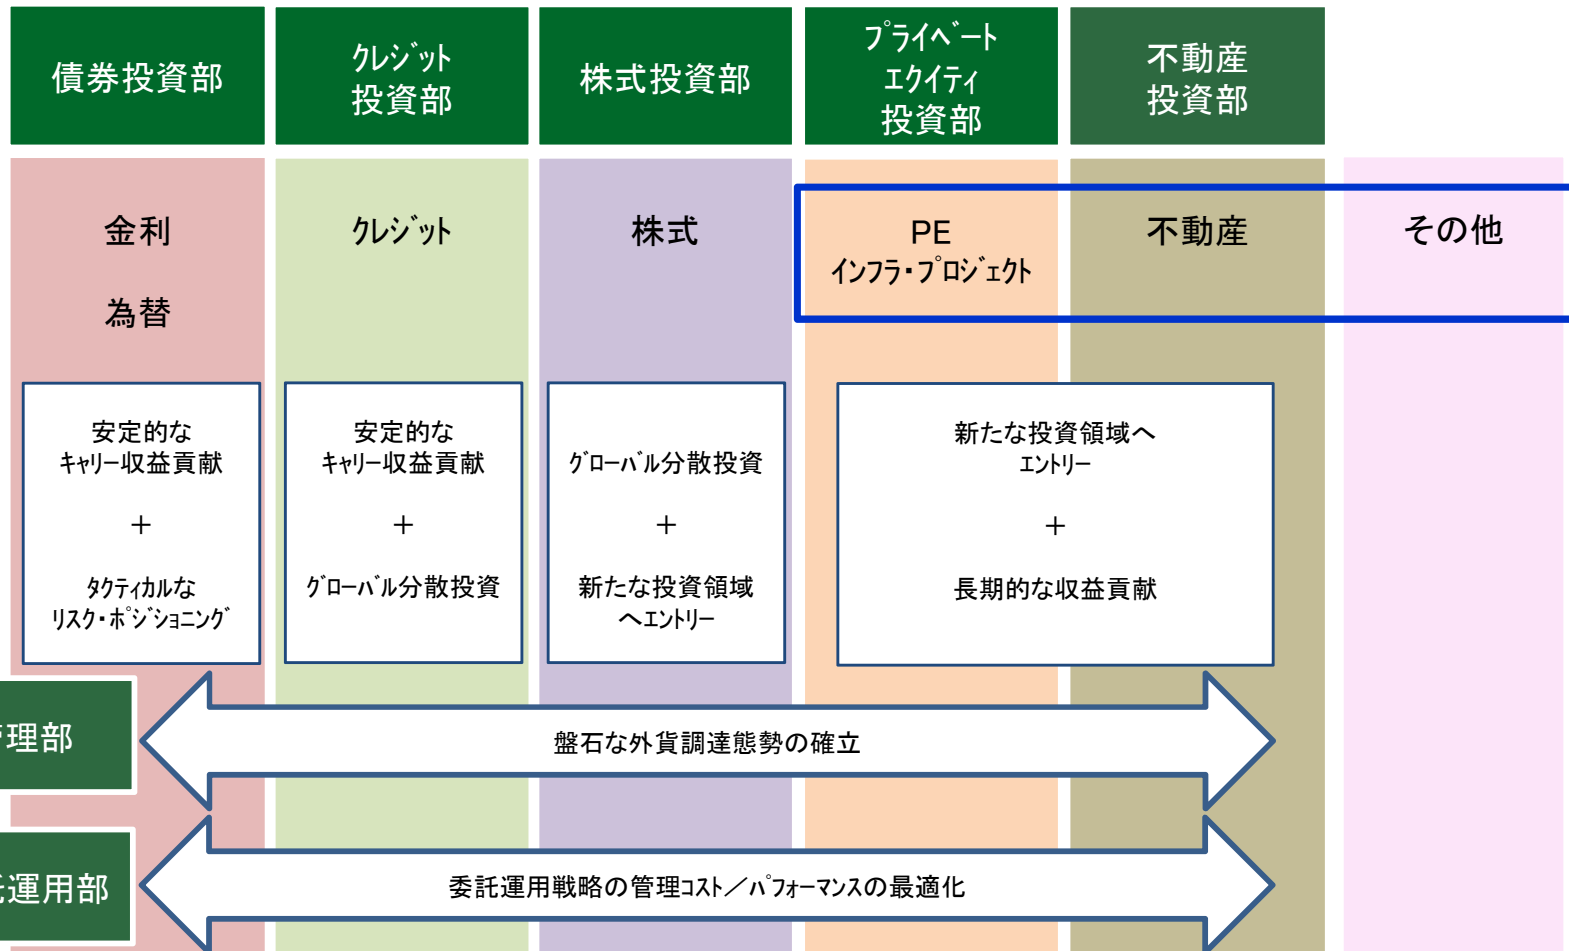 債券投資部
ｸﾚｼﾞｯﾄ
投資部
株式投資部
ﾌﾟﾗｲﾍﾞｰﾄ
ｴｸｲﾃｨ
投資部
不動産
投資部
金利
為替
ｸﾚｼﾞｯﾄ
株式
PE
ｲﾝﾌﾗ・ﾌﾟﾛｼﾞｪｸﾄ
不動産
その他
安定的な
ｷｬﾘｰ収益貢献
＋
ﾀｸﾃｨｶﾙな
ﾘｽｸ・ﾎﾟｼﾞｼｮﾆﾝｸﾞ
安定的な
ｷｬﾘｰ収益貢献
＋
ｸﾞﾛｰﾊﾞﾙ分散投資
ｸﾞﾛｰﾊﾞﾙ分散投資
＋
新たな投資領域
へｴﾝﾄﾘｰ
新たな投資領域へ
ｴﾝﾄﾘｰ
＋
長期的な収益貢献
理部
盤石な外貨調達態勢の確立
運用部
委託運用戦略の管理ｺｽﾄ／ﾊﾟﾌｫｰﾏﾝｽの最適化